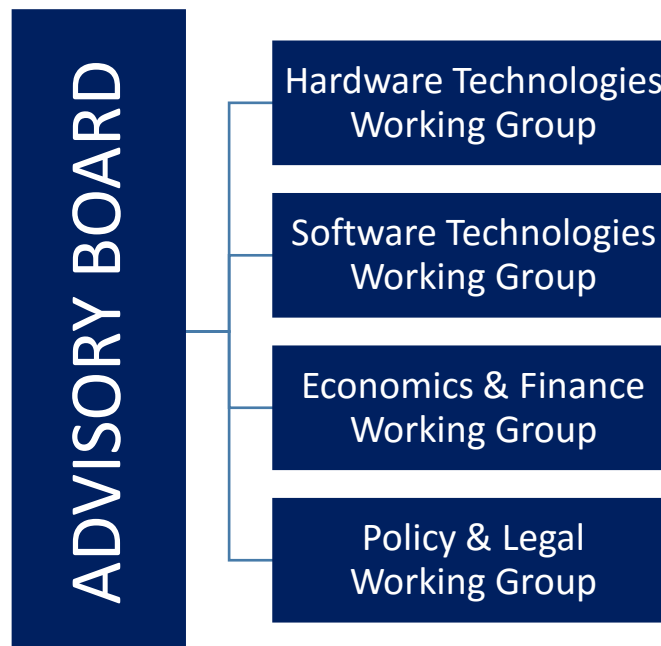 ADVISORY BOARD
Hardware Technologies
Working Group
Software Technologies
Working Group
Economics & Finance
Working Group
Policy & Legal
Working Group